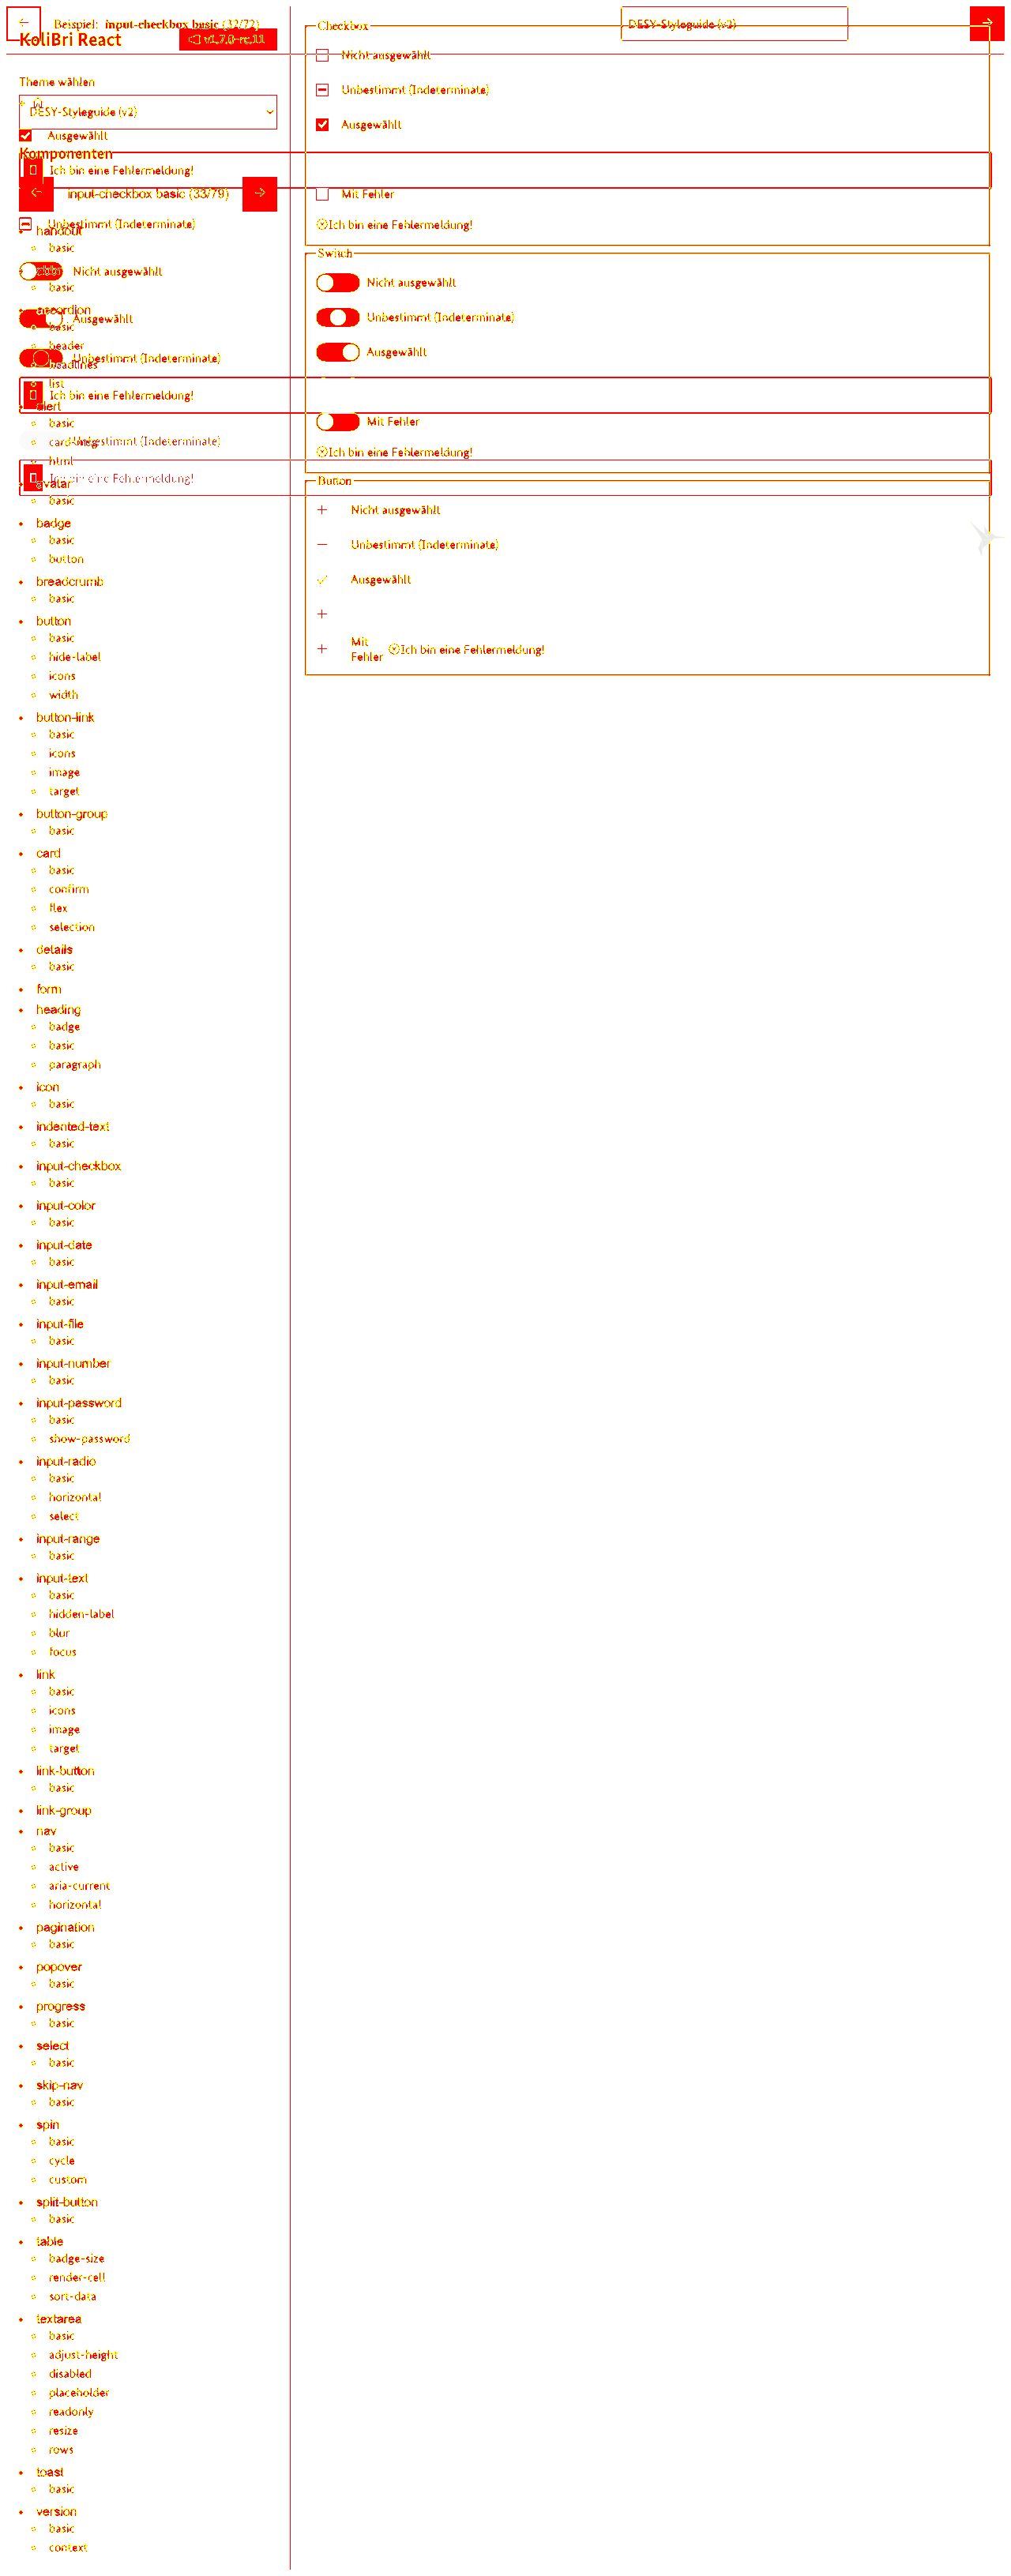 Beispiel: input-checkbox basic (32/72)
DESY-Styleguide (v2)
KoliBri React
v1.7.0-rc.11
Theme wählen
DESY-Styleguide (v2)
Ausgewählt
Komponenten
Ich bin eine Fehlermeldung!
input-checkbox basic (33/79)
Unbestimmt (Indeterminate)
handout
basic
Nicht ausgewählt
basic
accordion
Ausgewählt
basic
header
Unbestimmt (Indeterminate)
headlines
list
Ich bin eine Fehlermeldung!
alert
basic
Unbestimmt (Indeterminate)
html
Ich bin eine Fehlermeldung!
avatar
basic
badge
basic
button
breadcrumb
basic
button
basic
hide-label
icons
width
button-link
basic
icons
image
target
button-group
basic
card
basic
confirm
flex
selection
details
basic
form
heading
badge
basic
paragraph
icon
basic
indented-text
basic
input-checkbox
basic
input-color
basic
input-date
basic
input-email
basic
input-file
basic
input-number
basic
input-password
basic
show-password
input-radio
basic
horizontal
select
input-range
basic
input-text
basic
hidden-label
blur
focus
link
basic
icons
image
target
link-button
basic
link-group
nav
basic
active
aria-current
horizontal
pagination
basic
popover
basic
progress
basic
select
basic
skip-nav
basic
spin
basic
cycle
custom
split-button
basic
table
badge-size
render-cell
sort-data
textarea
basic
adjust-height
disabled
placeholder
readonly
resize
rows
toast
basic
version
basic
context
Checkbox
Nicht ausgewählt
Unbestimmt (Indeterminate)
Ausgewählt
Mit Fehler
Ich bin eine Fehlermeldung!
Switch
Nicht ausgewählt
Unbestimmt (Indeterminate)
Ausgewählt
Mit Fehler
Ich bin eine Fehlermeldung!
Button
Nicht ausgewählt
Unbestimmt (Indeterminate)
Ausgewählt
Mit
Fehler
Ich bin eine Fehlermeldung!